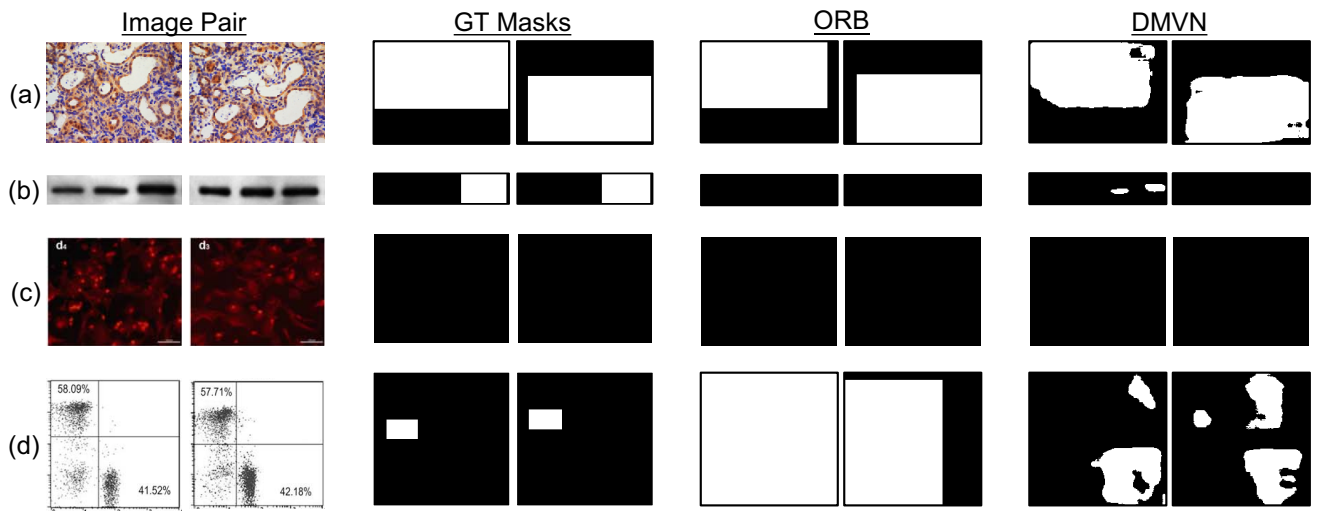 Image Pair GT Masks ORB DMVN
(a)
(b)
d4 d3
(c)
58.09% 57.71%
(d)
41.52% 42.18%